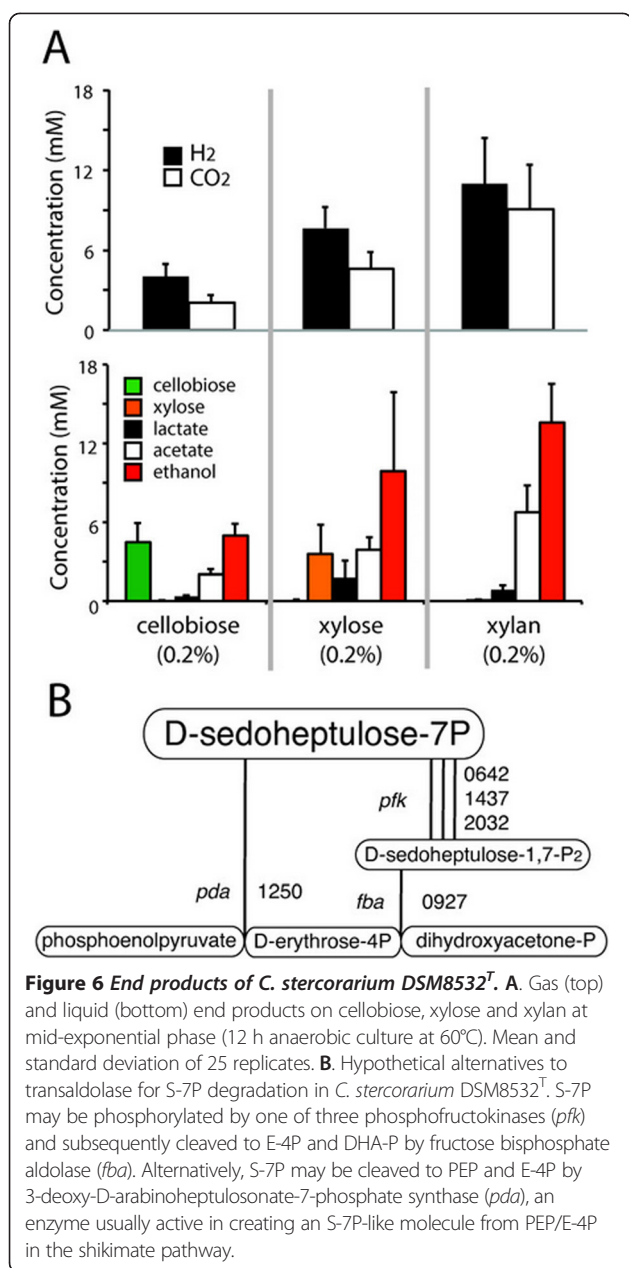 A
Concentration (mM)
18
12
6
0
H2
CO2
Concentration (mM)
18
12
6
0
cellobiose
xylose
lactate
acetate
ethanol
cellobiose
(0.2%)
xylose
(0.2%)
xylan
(0.2%)
B
D-sedoheptulose-7P
pfk
0642
1437
2032
D-sedoheptulose-1,7-P2
pda
1250
fba
0927
phosphoenolpyruvate
D-erythrose-4P
dihydroxyacetone-P
Figure 6 End products of C. stercorarium DSM8532T. A. Gas (top)
and liquid (bottom) end products on cellobiose, xylose and xylan at
mid-exponential phase (12 h anaerobic culture at 60°C). Mean and
standard deviation of 25 replicates. B. Hypothetical alternatives to
transaldolase for S-7P degradation in C. stercorarium DSM8532T. S-7P
may be phosphorylated by one of three phosphofructokinases (pfk)
and subsequently cleaved to E-4P and DHA-P by fructose bisphosphate
aldolase (fba). Alternatively, S-7P may be cleaved to PEP and E-4P by
3-deoxy-D-arabinoheptulosonate-7-phosphate synthase (pda), an
enzyme usually active in creating an S-7P-like molecule from PEP/E-4P
in the shikimate pathway.